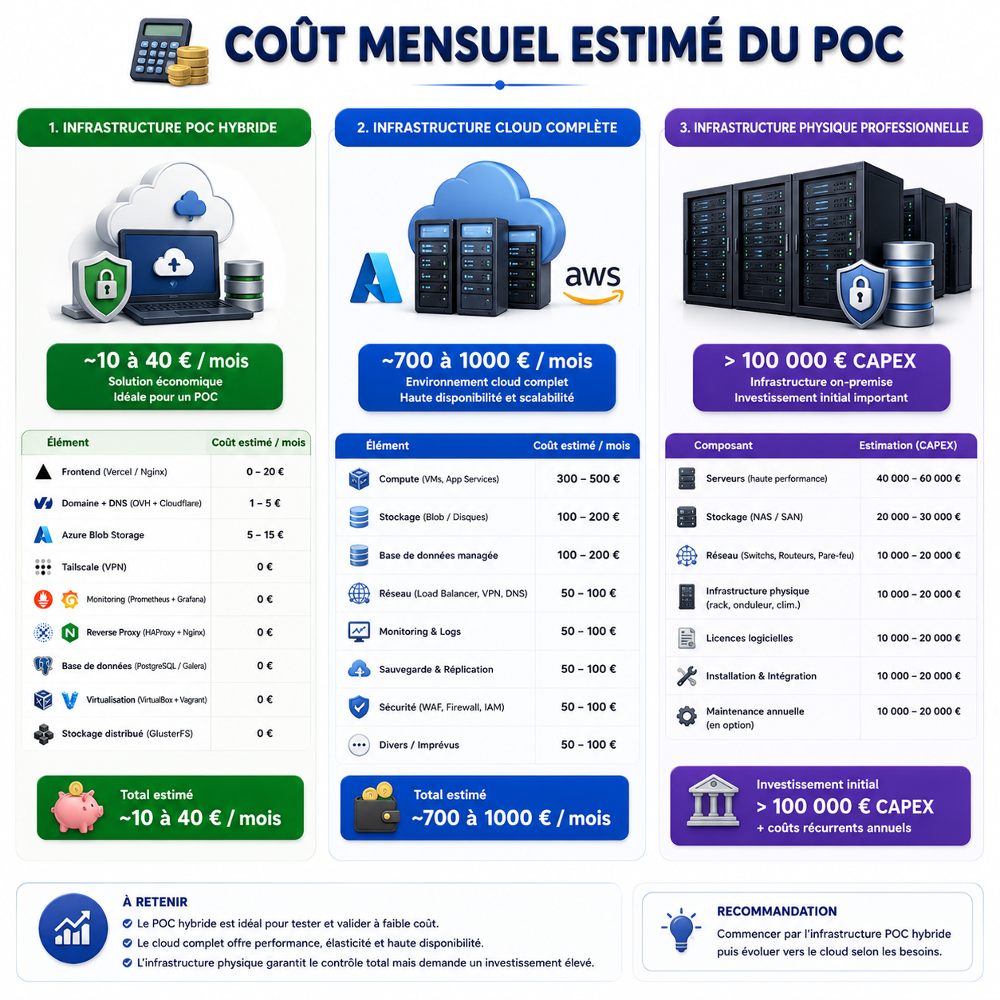 COÛT MENSUEL ESTIMÉ DU POC
1. INFRASTRUCTURE POC HYBRIDE
~10 à 40 € / mois
Solution économique
Idéale pour un POC
Élément Coût estimé / mois
Frontend (Vercel / Nginx) 0 – 20 €
Domaine + DNS (OVH + Cloudflare) 1 – 5 €
Azure Blob Storage 5 – 15 €
Tailscale (VPN) 0 €
Monitoring (Prometheus + Grafana) 0 €
N Reverse Proxy (HAProxy + Nginx) 0 €
Base de données (PostgreSQL / Galera) 0 €
Virtualisation (VirtualBox + Vagrant) 0 €
Stockage distribué (GlusterFS) 0 €
Total estimé
~10 à 40 € / mois
2. INFRASTRUCTURE CLOUD COMPLÈTE
aws
~700 à 1000 € / mois
Environnement cloud complet
Haute disponibilité et scalabilité
Élément Coût estimé / mois
Compute (VMs, App Services) 300 – 500 €
Stockage (Blob / Disques) 100 – 200 €
Base de données managée 100 – 200 €
Réseau (Load Balancer, VPN, DNS) 50 – 100 €
Monitoring & Logs 50 – 100 €
Sauvegarde & Réplication 50 – 100 €
Sécurité (WAF, Firewall, IAM) 50 – 100 €
Divers / Imprévus 50 – 100 €
Total estimé
~700 à 1000 € / mois
3. INFRASTRUCTURE PHYSIQUE PROFESSIONNELLE
> 100 000 € CAPEX
Infrastructure on-premise
Investissement initial important
Composant Estimation (CAPEX)
Serveurs (haute performance) 40 000 – 60 000 €
Stockage (NAS / SAN) 20 000 – 30 000 €
Réseau (Switchs, Routeurs, Pare-feu) 10 000 – 20 000 €
Infrastructure physique 10 000 – 20 000 €
(rack, onduleur, clim.)
Licences logicielles 10 000 – 20 000 €
Installation & Intégration 10 000 – 20 000 €
Maintenance annuelle 10 000 – 20 000 €
(en option)
Investissement initial
> 100 000 € CAPEX
+ coûts récurrents annuels
À RETENIR
Le POC hybride est idéal pour tester et valider à faible coût.
Le cloud complet offre performance, élasticité et haute disponibilité.
L'infrastructure physique garantit le contrôle total mais demande un investissement élevé.
RECOMMANDATION
Commencer par l'infrastructure POC hybride
puis évoluer vers le cloud selon les besoins.